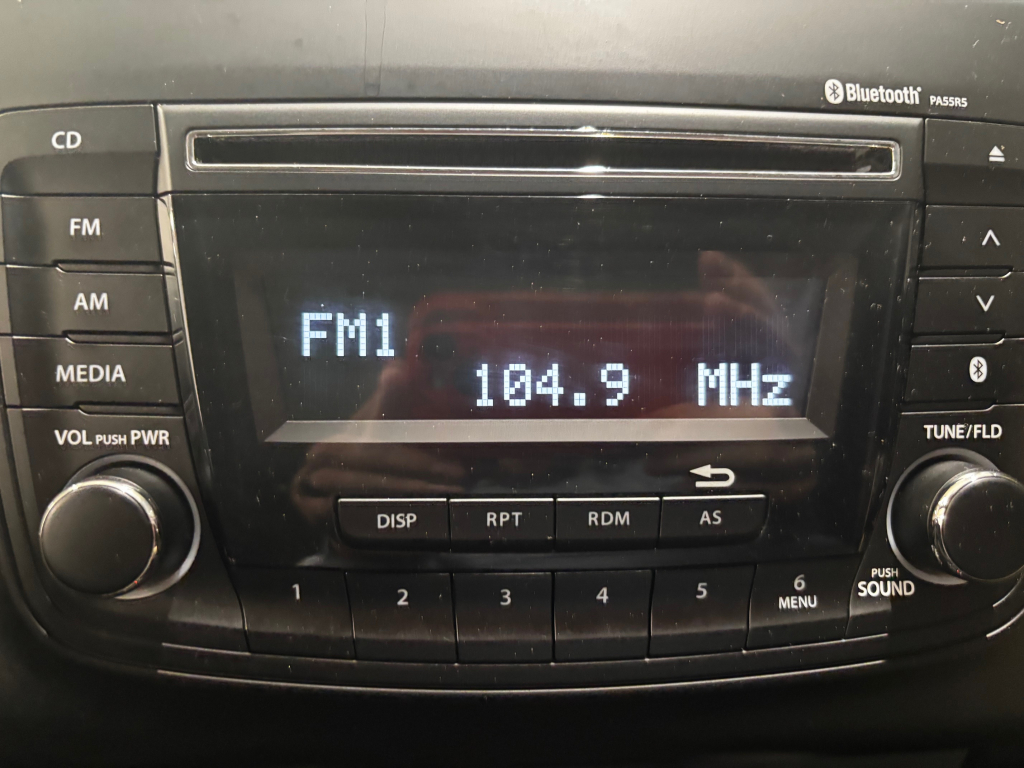 Bluetooth PA55R5
CD
FM
AM
MEDIA
VOL PUSH PWR
FM1
104.9 MHz
TUNE/FLD
DISP RPT RDM AS
PUSH
SOUND
1 2 3 4 5 6
MENU